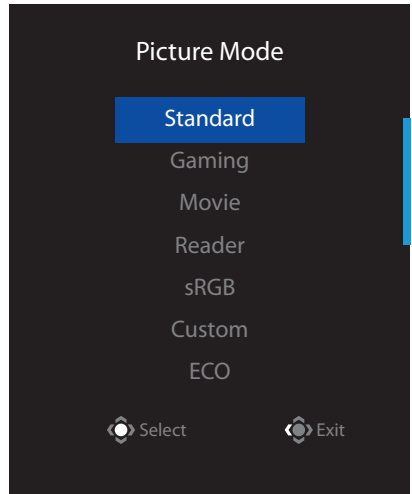 Picture Mode
Standard
Gaming
Movie
Reader
sRGB
Custom
ECO
Select Exit